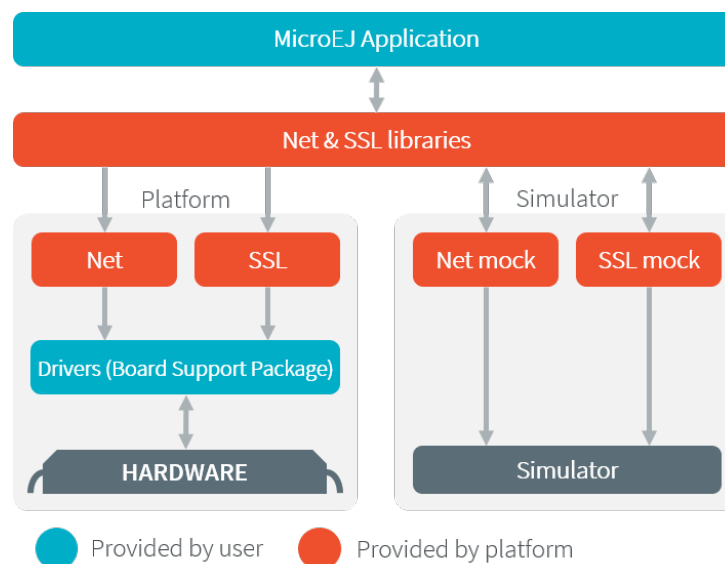 MicroEJ Application
Net & SSL libraries
Platform
Simulator
Net
SSL
Net mock
SSL mock
Drivers (Board Support Package)
HARDWARE
Simulator
Provided by user
Provided by platform